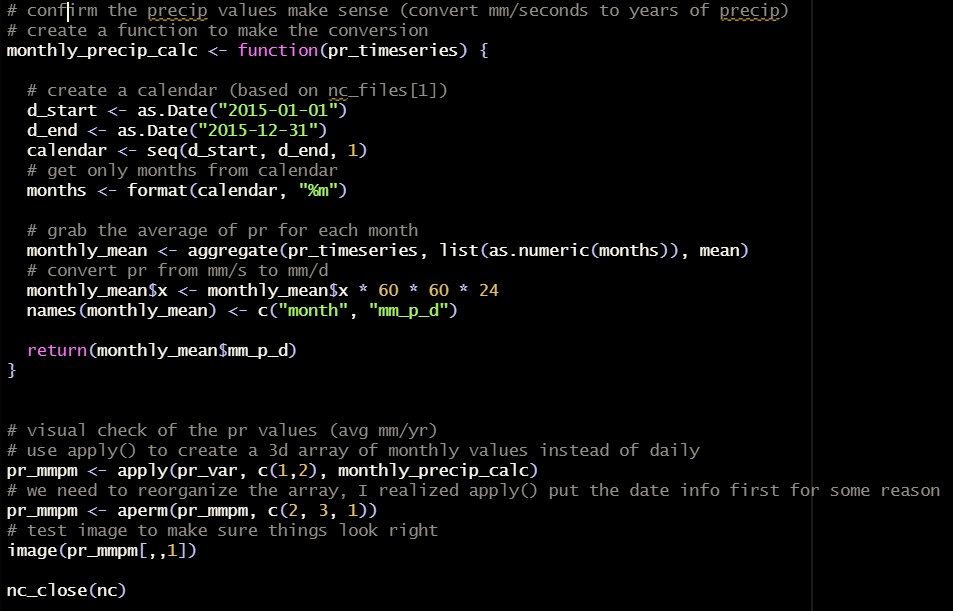 # confirm the precip values make sense (convert mm/seconds to years of precip)
# create a function to make the conversion
monthly_precip_calc <- function(pr_timeseries) {
  # create a calendar (based on nc_files[1])
  d_start <- as.Date("2015-01-01")
  d_end <- as.Date("2015-12-31")
  calendar <- seq(d_start, d_end, 1)
  # get only months from calendar
  months <- format(calendar, "%m")
  # grab the average of pr for each month
  monthly_mean <- aggregate(pr_timeseries, list(as.numeric(months)), mean)
  # convert pr from mm/s to mm/d
  monthly_mean$x <- monthly_mean$x * 60 * 60 * 24
  names(monthly_mean) <- c("month", "mm_p_d")
  return(monthly_mean$mm_p_d)
}
# visual check of the pr values (avg mm/yr)
# use apply() to create a 3d array of monthly values instead of daily
pr_mmpm <- apply(pr_var, c(1,2), monthly_precip_calc)
# we need to reorganize the array, I realized apply() put the date info first for some reason
pr_mmpm <- aperm(pr_mmpm, c(2, 3, 1))
# test image to make sure things look right
image(pr_mmpm[,,1])
nc_close(nc)